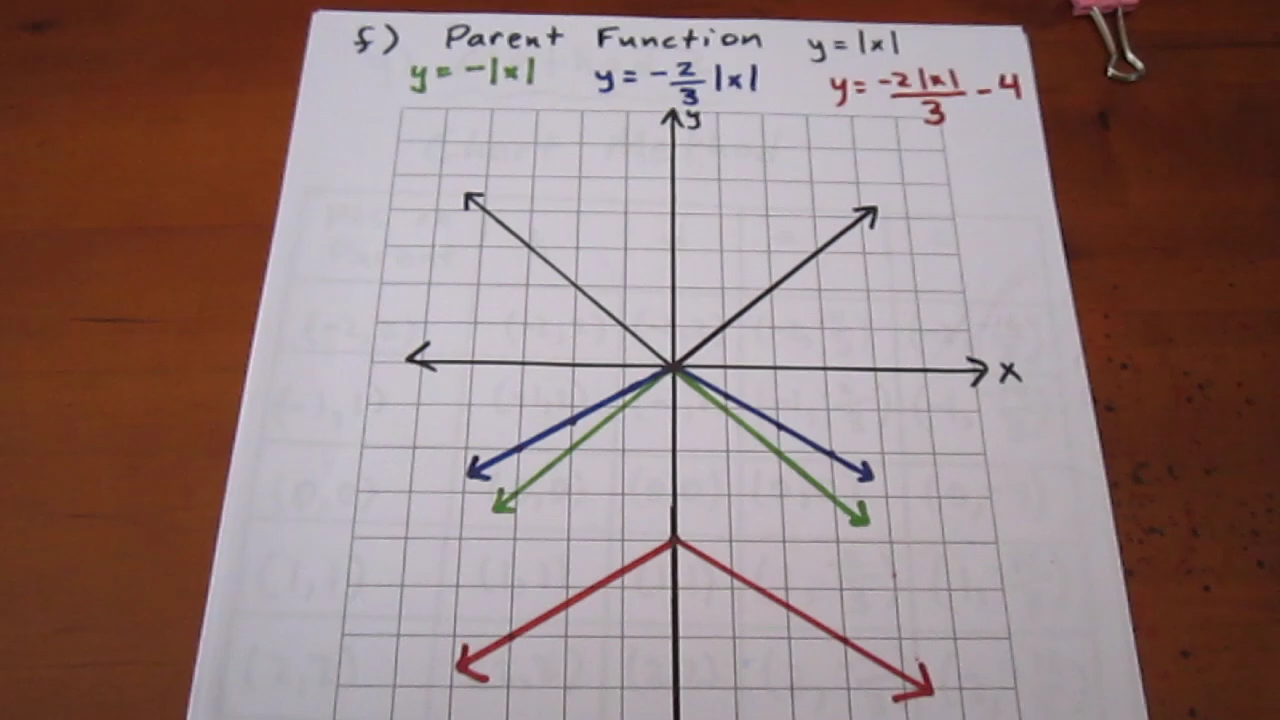 f) Parent Function y = |x|
y = -|x| y = -2/3 |x| y = -2|x|/3 - 4
y
x